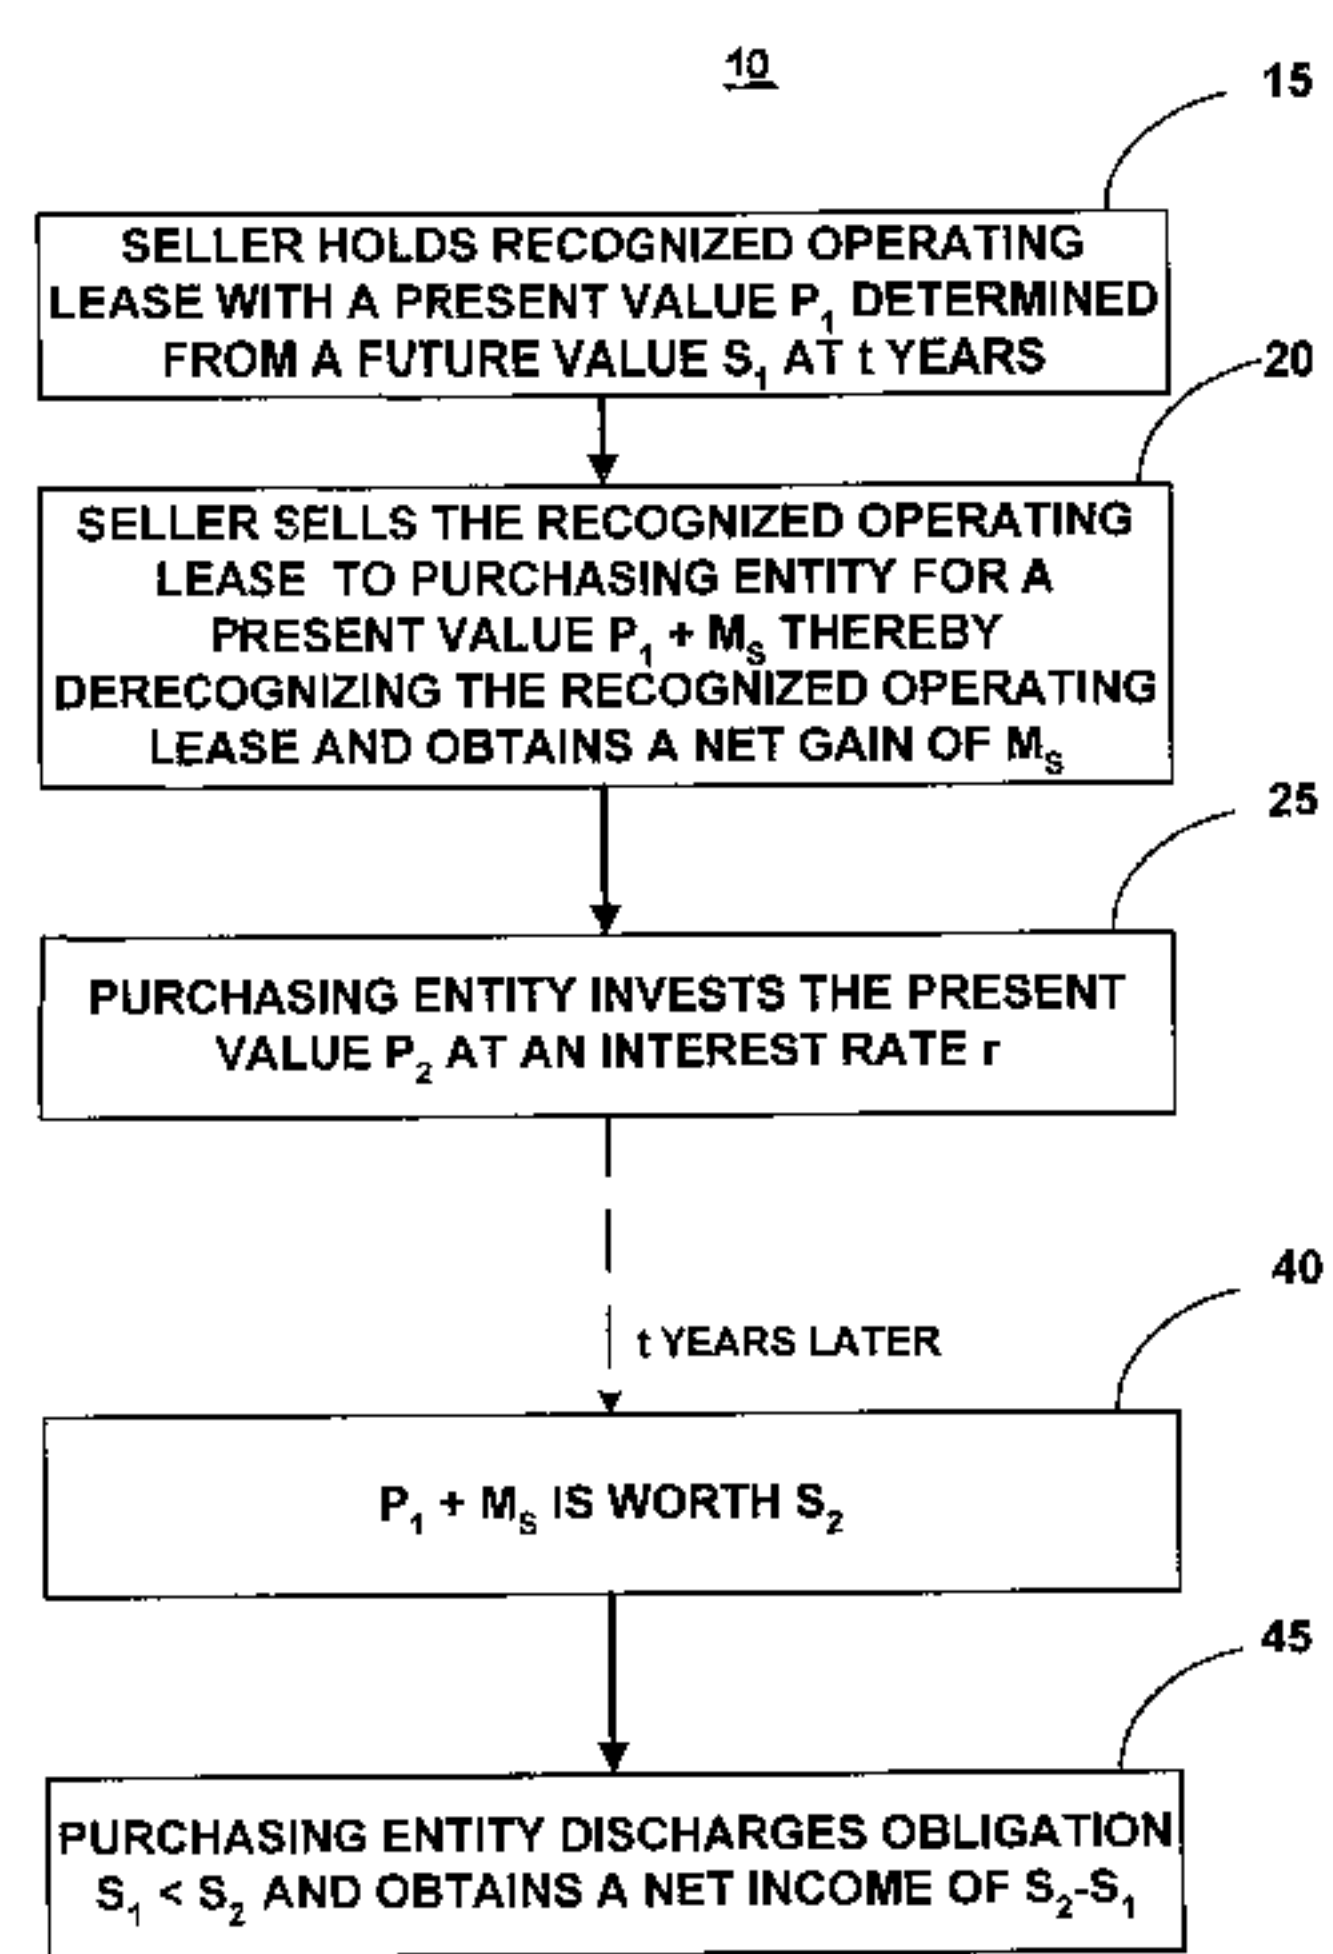 10
15
SELLER HOLDS RECOGNIZED OPERATING
LEASE WITH A PRESENT VALUE P₁ DETERMINED
FROM A FUTURE VALUE S₁ AT t YEARS
20
SELLER SELLS THE RECOGNIZED OPERATING
LEASE TO PURCHASING ENTITY FOR A
PRESENT VALUE P₁ + Mₛ THEREBY
DERECOGNIZING THE RECOGNIZED OPERATING
LEASE AND OBTAINS A NET GAIN OF Mₛ
25
PURCHASING ENTITY INVESTS THE PRESENT
VALUE P₂ AT AN INTEREST RATE r
t YEARS LATER
40
P₁ + Mₛ IS WORTH S₂
45
PURCHASING ENTITY DISCHARGES OBLIGATION
S₁ < S₂ AND OBTAINS A NET INCOME OF S₂-S₁